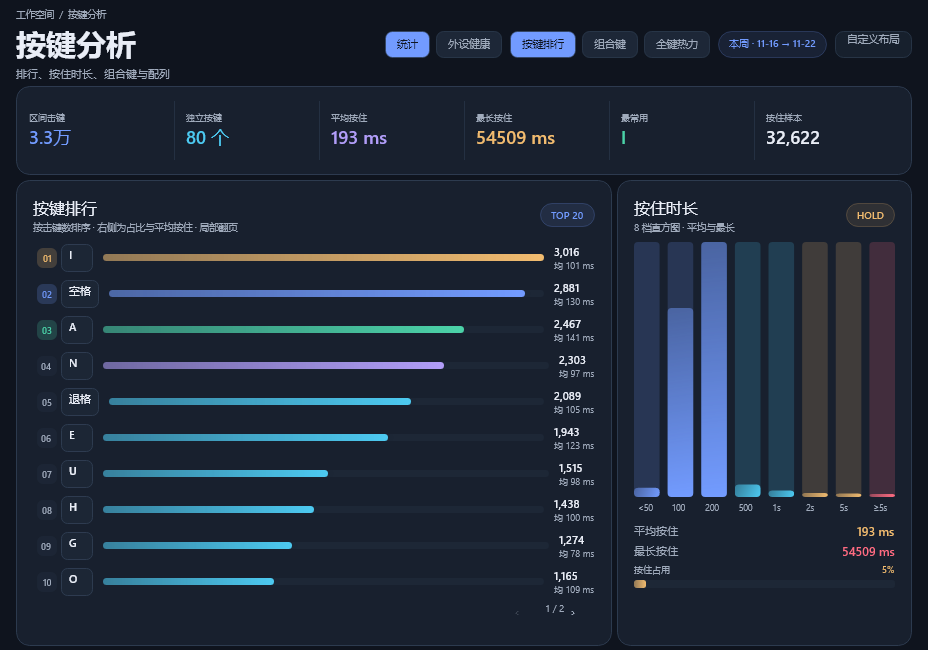 工作空间 / 按键分析
按键分析
排行、按住时长、组合键与配列
统计
外设健康
按键排行
组合键
全键热力
本周 · 11-16 → 11-22
自定义布局
区间击键
3.3万
独立按键
80 个
平均按住
193 ms
最长按住
54509 ms
最常用
I
按住样本
32,622
按键排行
按击键数排序 · 右侧为占比与平均按住 · 局部翻页
TOP 20
01 I 3,016
均 101 ms
02 空格 2,881
均 130 ms
03 A 2,467
均 141 ms
04 N 2,303
均 97 ms
05 退格 2,089
均 105 ms
06 E 1,943
均 123 ms
07 U 1,515
均 98 ms
08 H 1,438
均 100 ms
09 G 1,274
均 78 ms
10 O 1,165
均 109 ms
‹ 1 / 2 ›
按住时长
8 档直方图 · 平均与最长
HOLD
<50 100 200 500 1s 2s 5s ≥5s
平均按住 193 ms
最长按住 54509 ms
按住占用 5%